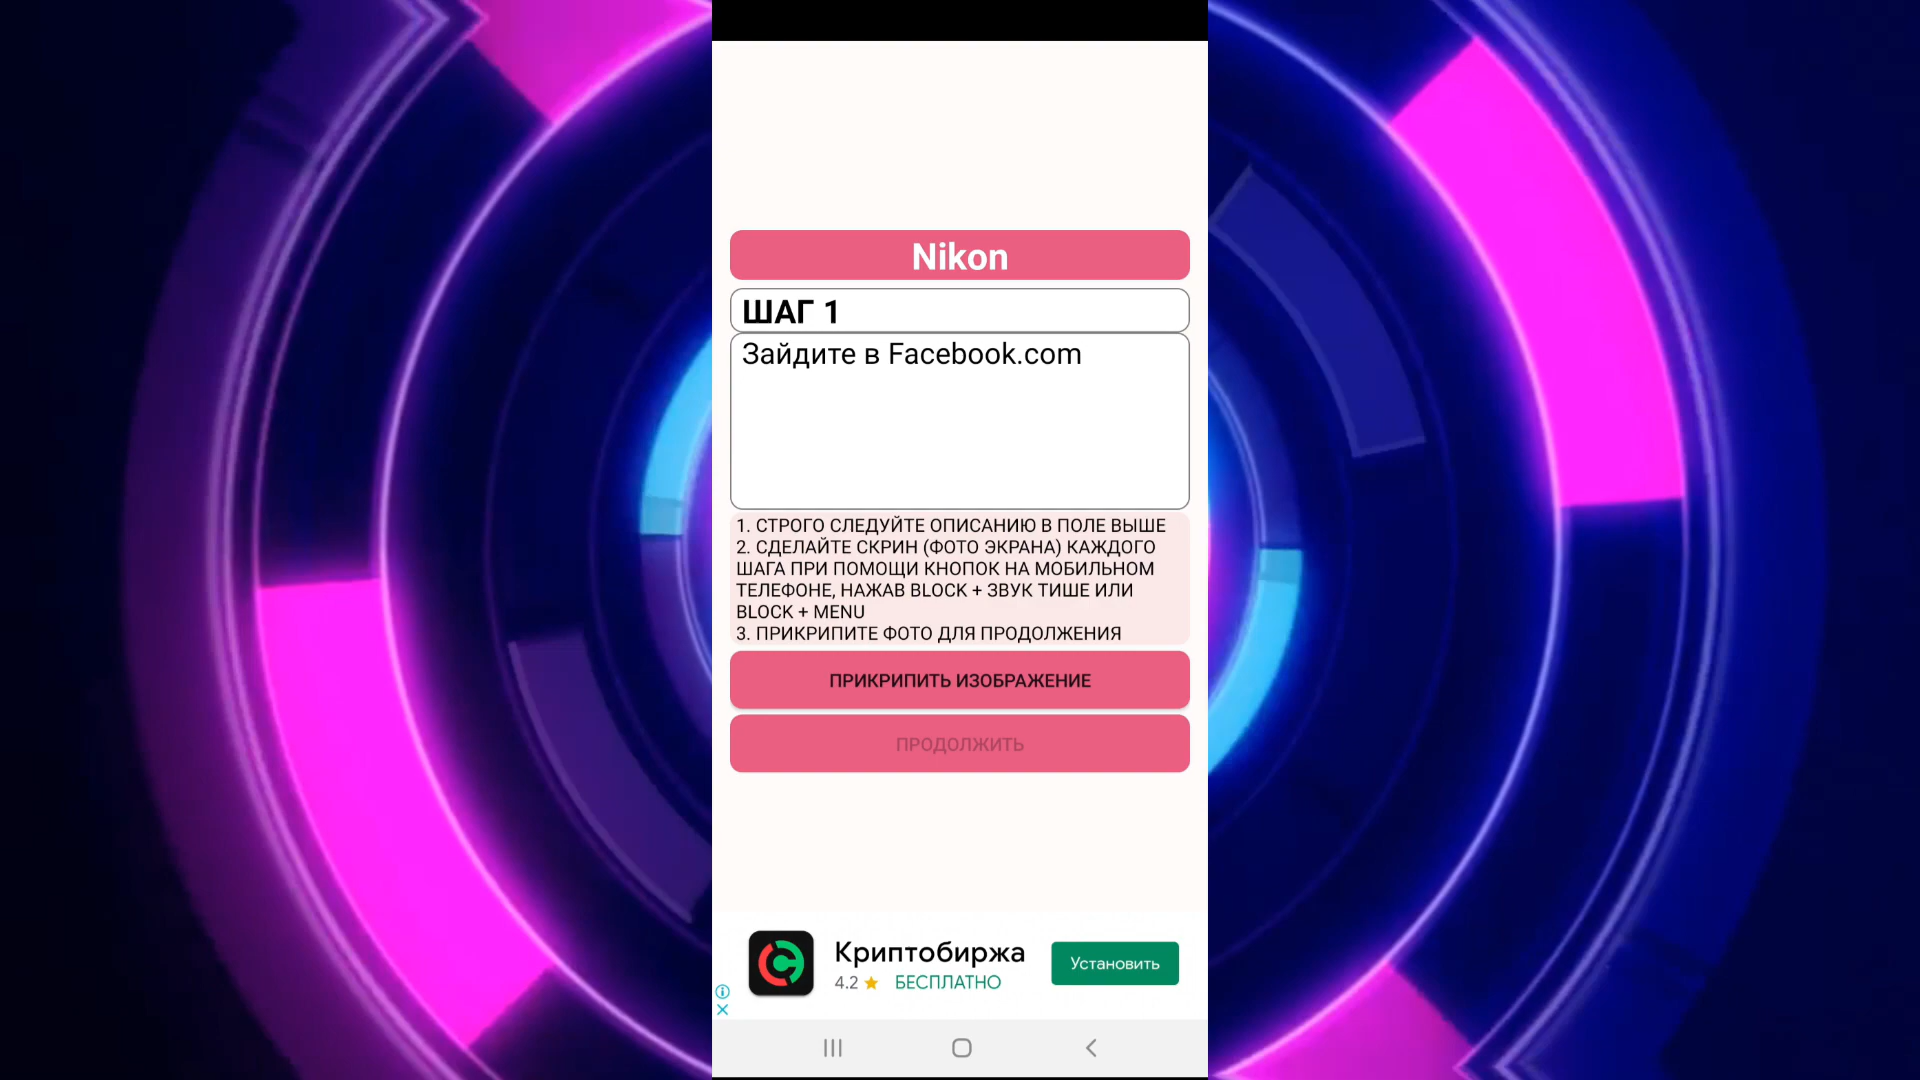 Nikon
ШАГ 1
Зайдите в Facebook.com
1. СТРОГО СЛЕДУЙТЕ ОПИСАНИЮ В ПОЛЕ ВЫШЕ
2. СДЕЛАЙТЕ СКРИН (ФОТО ЭКРАНА) КАЖДОГО
ШАГА ПРИ ПОМОЩИ КНОПОК НА МОБИЛЬНОМ
ТЕЛЕФОНЕ, НАЖАВ BLOCK + ЗВУК ТИШЕ ИЛИ
BLOCK + MENU
3. ПРИКРИПИТЕ ФОТО ДЛЯ ПРОДОЛЖЕНИЯ
ПРИКРИПИТЬ ИЗОБРАЖЕНИЕ
ПРОДОЛЖИТЬ
Криптобиржа
4.2 ★ БЕСПЛАТНО
Установить